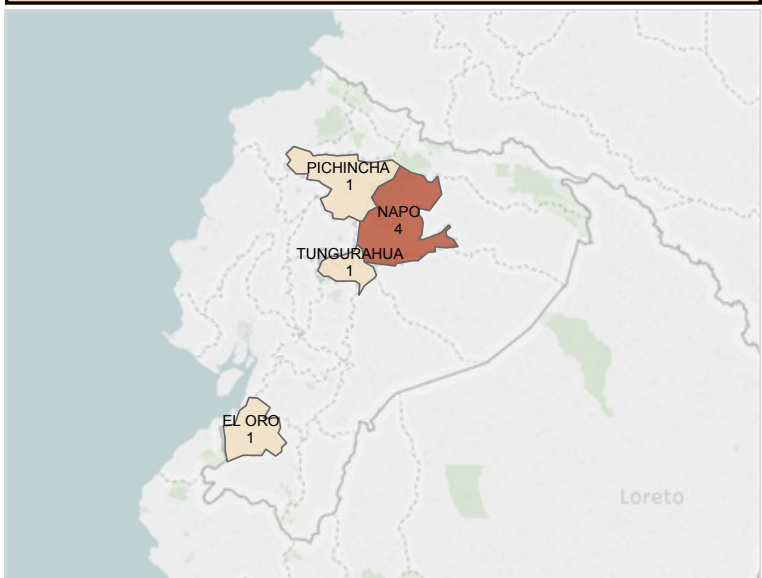 PICHINCHA
1
NAPO
4
TUNGURAHUA
1
EL ORO
1
Loreto